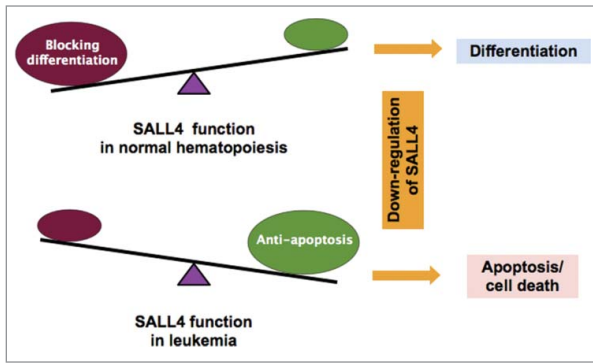 Blocking
differentiation
Differentiation
SALL4 function
in normal hematopoiesis
Down-regulation
of SALL4
Anti-apoptosis
Apoptosis/
cell death
SALL4 function
in leukemia